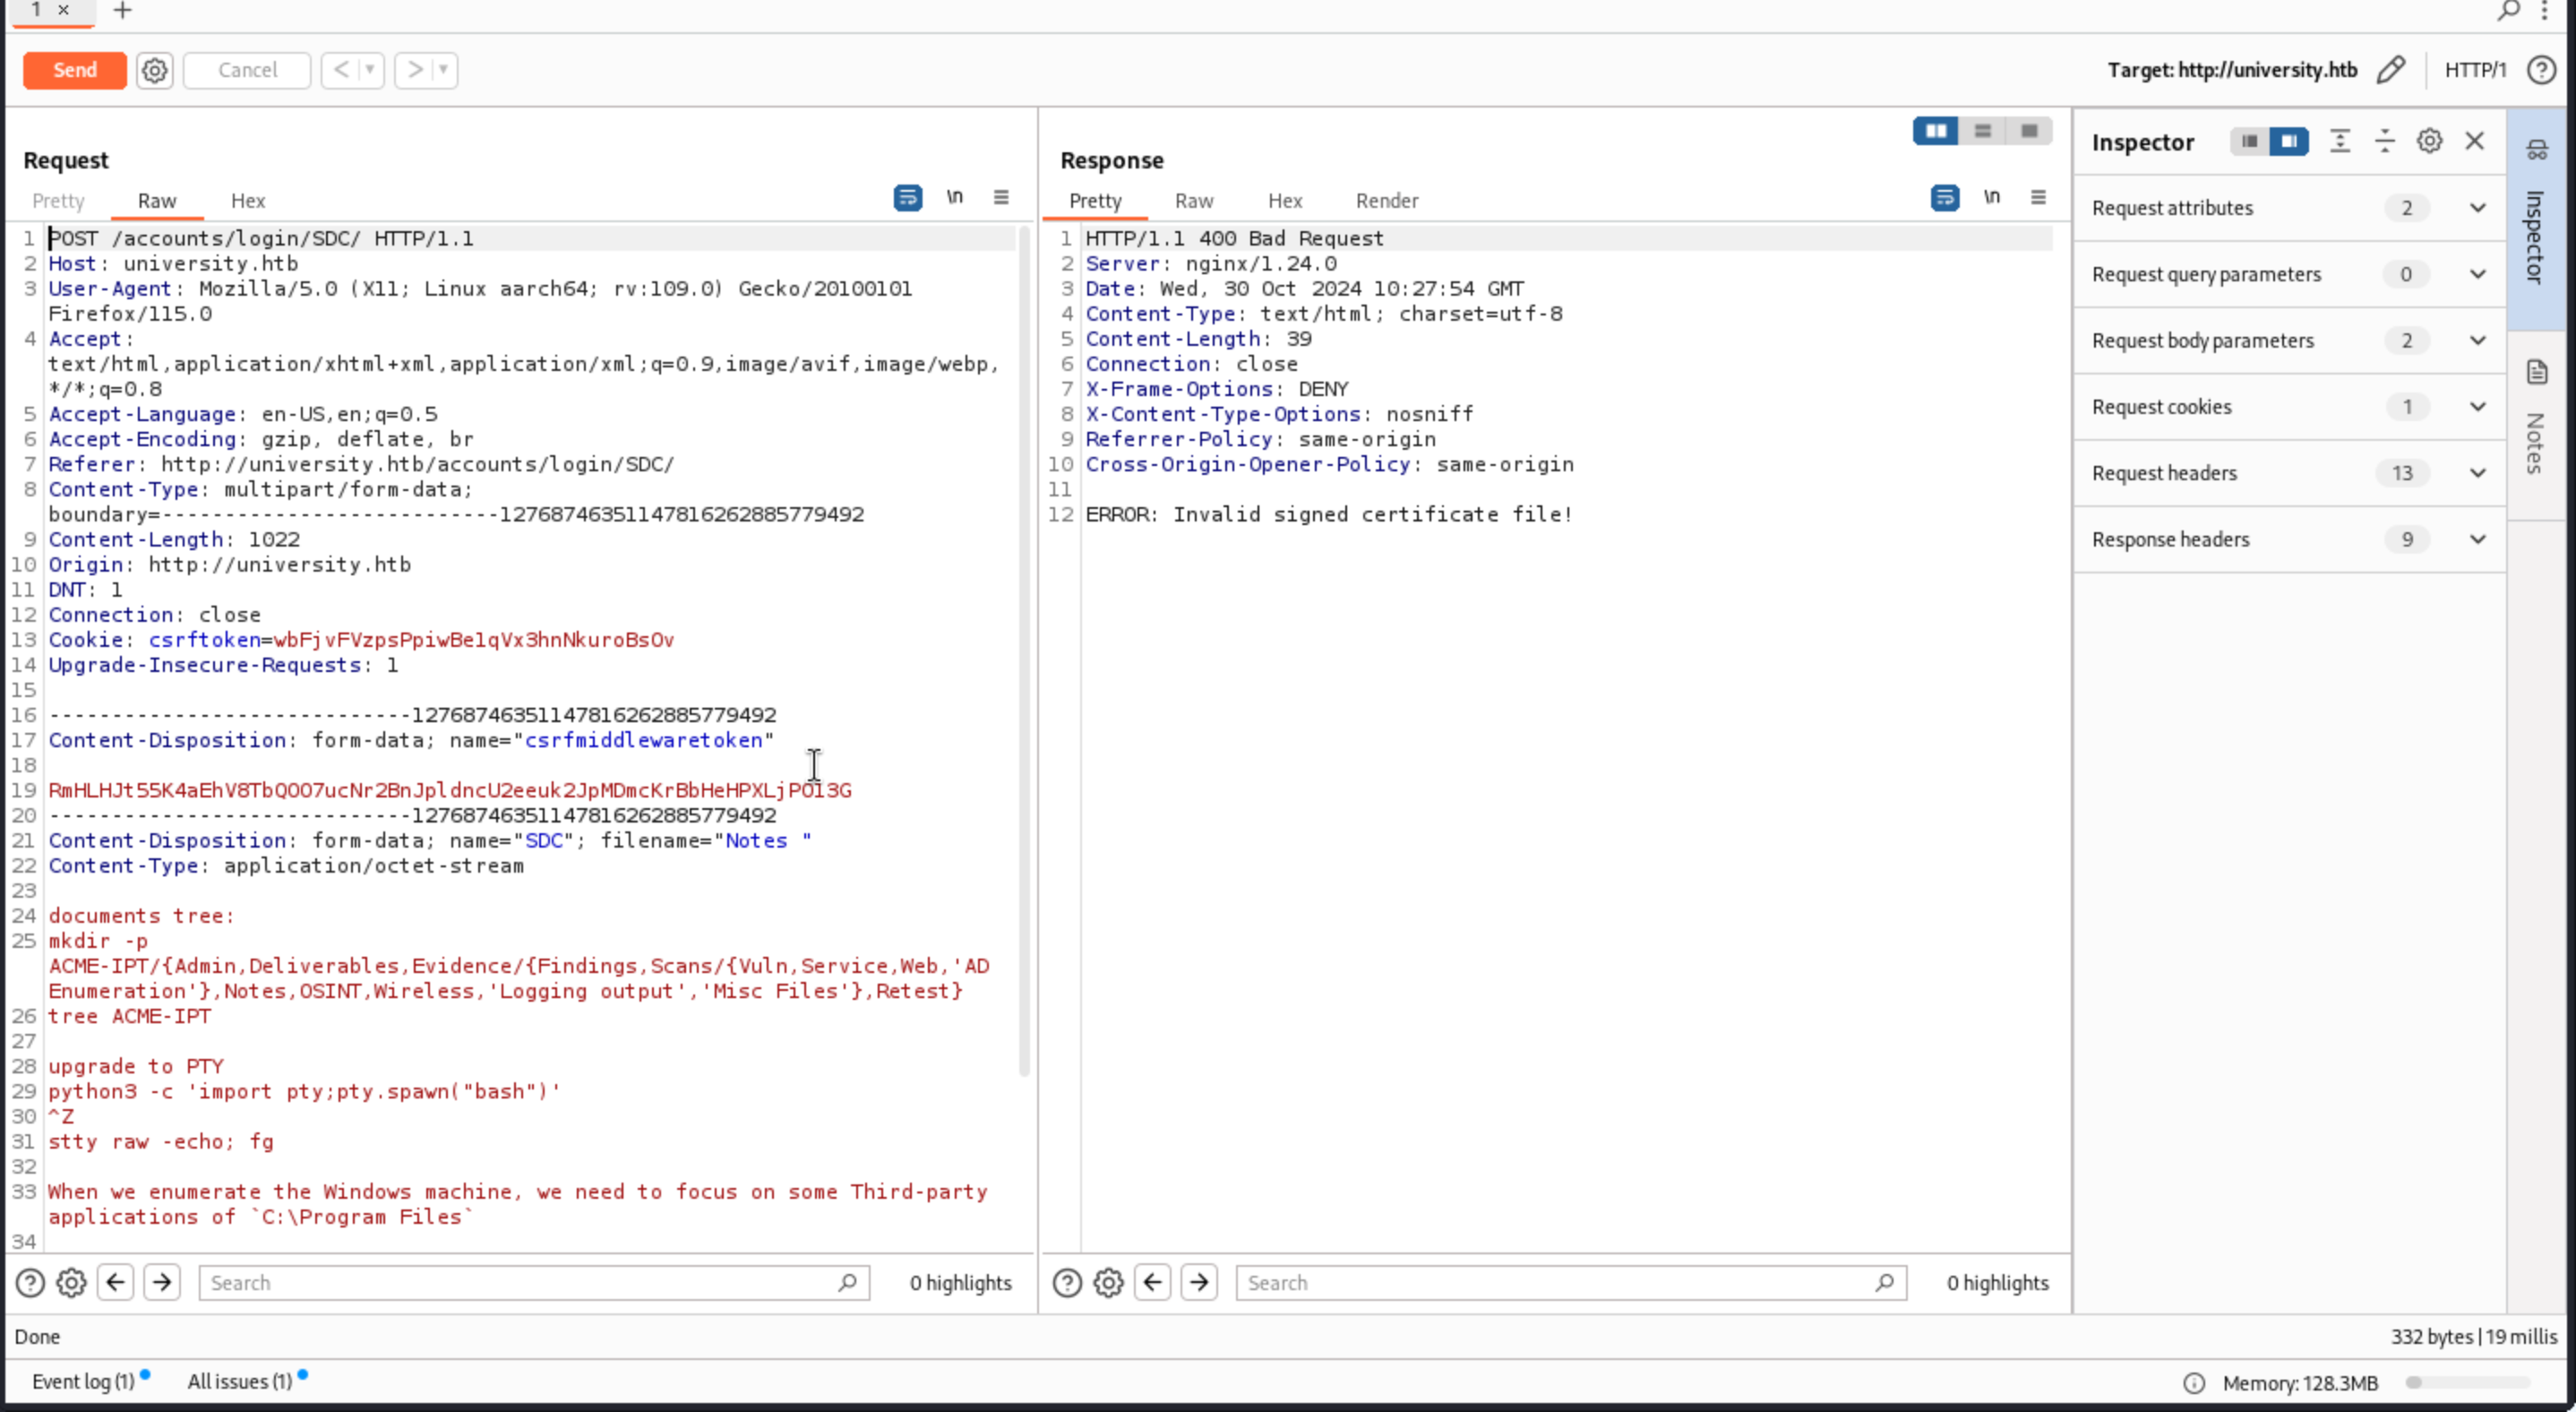 1 ×
+
Send
Cancel
Target: http://university.htb
HTTP/1
Request
Pretty Raw Hex
\n
1 POST /accounts/login/SDC/ HTTP/1.1
2 Host: university.htb
3 User-Agent: Mozilla/5.0 (X11; Linux aarch64; rv:109.0) Gecko/20100101
Firefox/115.0
4 Accept:
text/html,application/xhtml+xml,application/xml;q=0.9,image/avif,image/webp,
*/*;q=0.8
5 Accept-Language: en-US,en;q=0.5
6 Accept-Encoding: gzip, deflate, br
7 Referer: http://university.htb/accounts/login/SDC/
8 Content-Type: multipart/form-data;
boundary=---------------------------127687463511478162628857​79492
9 Content-Length: 1022
10 Origin: http://university.htb
11 DNT: 1
12 Connection: close
13 Cookie: csrftoken=wbFjvFVzpsPpiwBe1qVx3hnNkuroBsOv
14 Upgrade-Insecure-Requests: 1
15
16 -----------------------------12768746351147816262885779492
17 Content-Disposition: form-data; name="csrfmiddlewaretoken"
18
19 RmHLHJt55K4aEhV8TbQOO7ucNr2BnJpldncU2eeuk2JpMDmcKrBbHeHPXLjPOi3G
20 -----------------------------12768746351147816262885779492
21 Content-Disposition: form-data; name="SDC"; filename="Notes "
22 Content-Type: application/octet-stream
23
24 documents tree:
25 mkdir -p
ACME-IPT/{Admin,Deliverables,Evidence/{Findings,Scans/{Vuln,Service,Web,'AD
Enumeration'},Notes,OSINT,Wireless,'Logging output','Misc Files'},Retest}
26 tree ACME-IPT
27
28 upgrade to PTY
29 python3 -c 'import pty;pty.spawn("bash")'
30 ^Z
31 stty raw -echo; fg
32
33 When we enumerate the Windows machine, we need to focus on some Third-party
applications of `C:\Program Files`
34
Search
0 highlights
Response
Pretty Raw Hex Render
\n
1 HTTP/1.1 400 Bad Request
2 Server: nginx/1.24.0
3 Date: Wed, 30 Oct 2024 10:27:54 GMT
4 Content-Type: text/html; charset=utf-8
5 Content-Length: 39
6 Connection: close
7 X-Frame-Options: DENY
8 X-Content-Type-Options: nosniff
9 Referrer-Policy: same-origin
10 Cross-Origin-Opener-Policy: same-origin
11
12 ERROR: Invalid signed certificate file!
Search
0 highlights
Inspector
Request attributes 2
Request query parameters 0
Request body parameters 2
Request cookies 1
Request headers 13
Response headers 9
Inspector
Notes
Done
332 bytes | 19 millis
Event log (1)
All issues (1)
Memory: 128.3MB